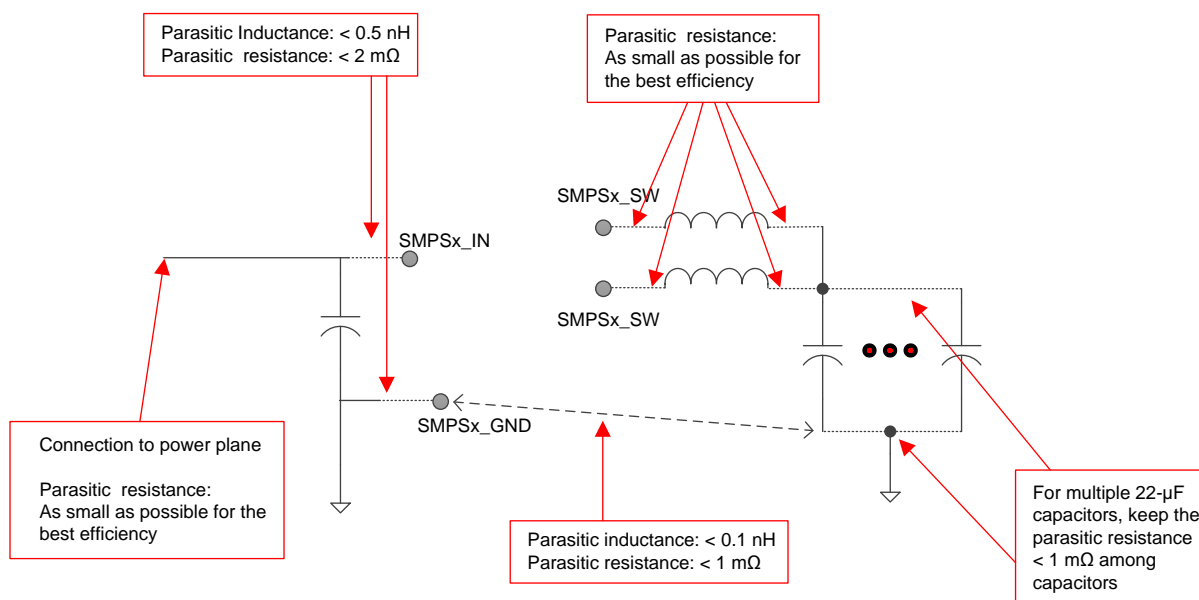 Parasitic Inductance: < 0.5 nH
Parasitic resistance: < 2 mΩ
Parasitic resistance:
As small as possible for
the best efficiency
SMPSx_SW
SMPSx_IN
SMPSx_SW
SMPSx_GND
Connection to power plane
Parasitic resistance:
As small as possible for the
best efficiency
Parasitic inductance: < 0.1 nH
Parasitic resistance: < 1 mΩ
For multiple 22-µF
capacitors, keep the
parasitic resistance
< 1 mΩ among
capacitors